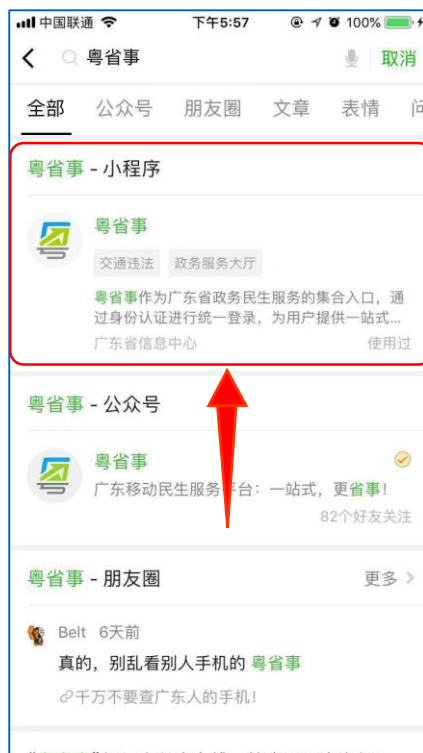 中国联通 下午5:57 100%
粤省事 取消
全部 公众号 朋友圈 文章 表情
粤省事 - 小程序
粤省事
交通违法 政务服务大厅
粤省事作为广东省政务民生服务的集合入口，通
过身份认证进行统一登录，为用户提供一站式...
广东省信息中心 使用过
粤省事 - 公众号
粤省事
广东移动民生服务平台：一站式，更省事!
82个好友关注
粤省事 - 朋友圈 更多
Belt 6天前
真的，别乱看别人手机的 粤省事
千万不要查广东人的手机!